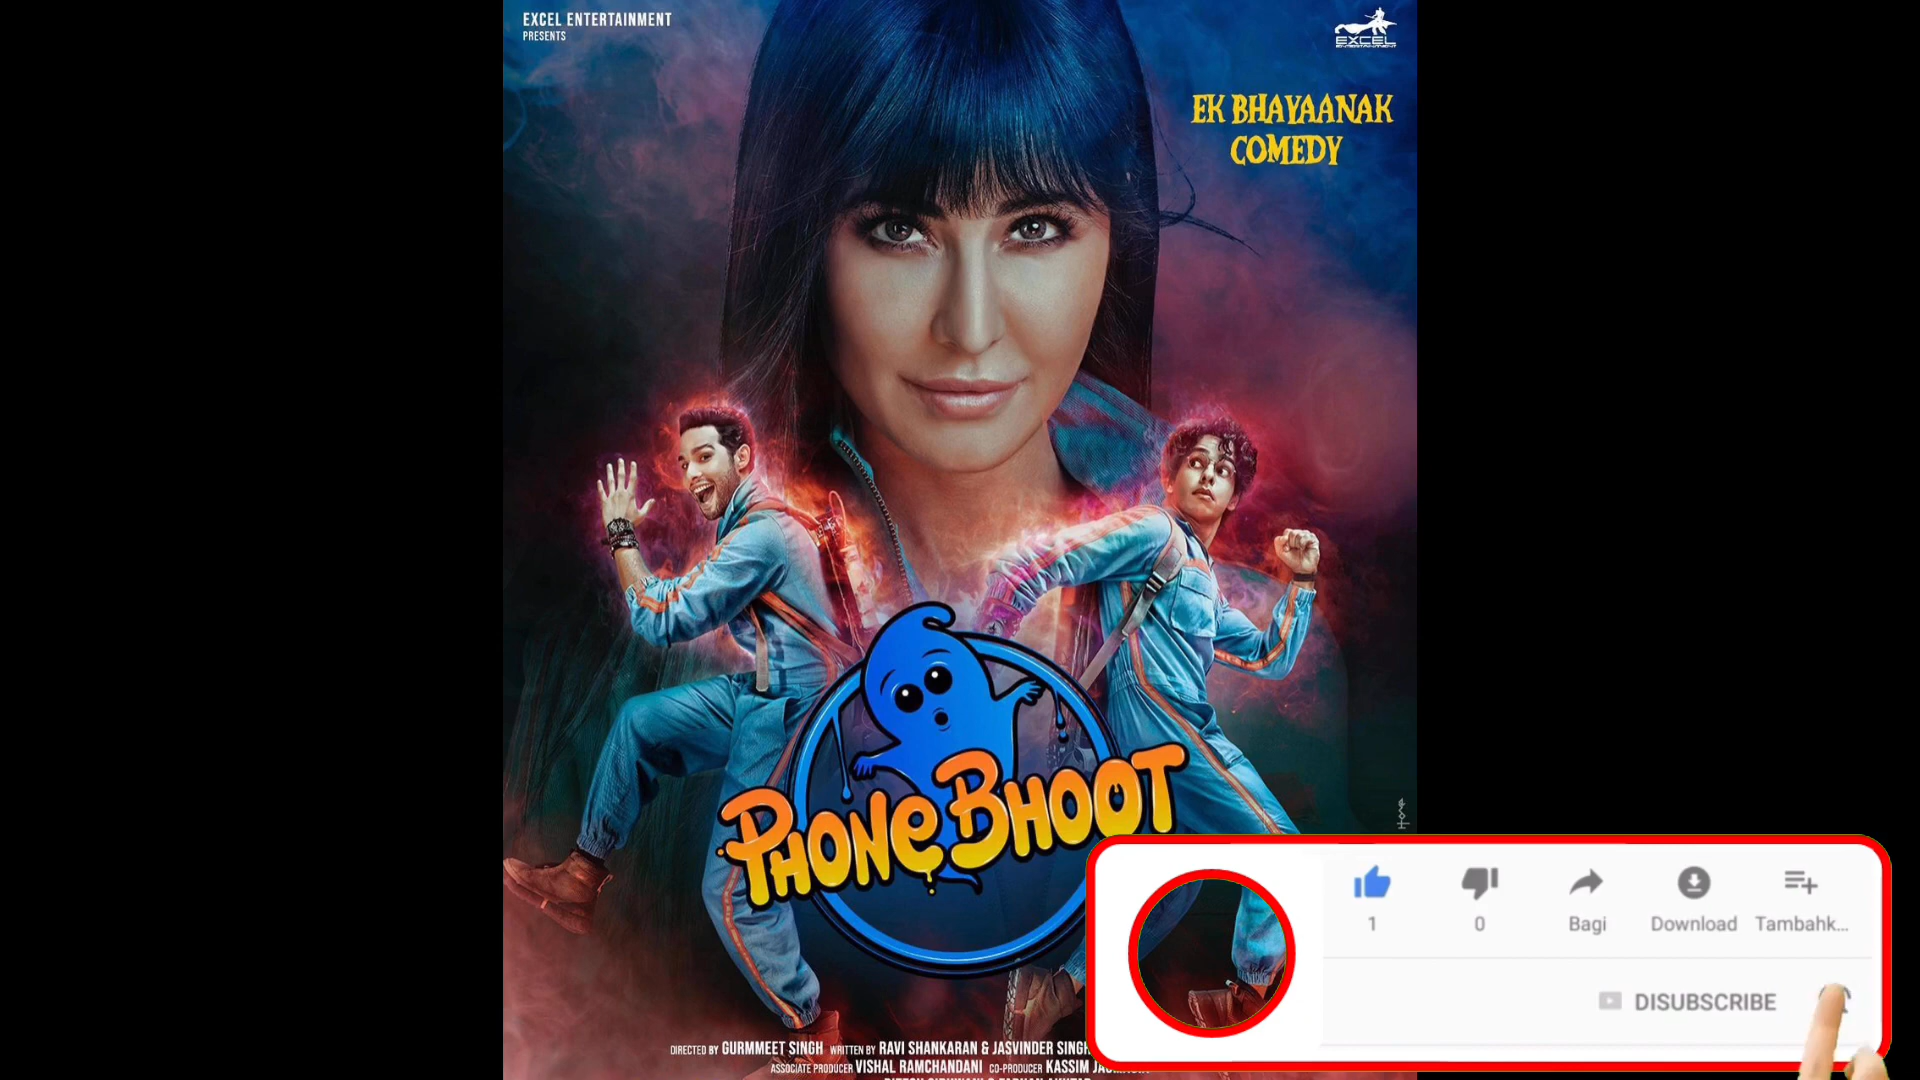 EXCEL ENTERTAINMENT
PRESENTS
EXCEL
ENTERTAINMENT
EK BHAYAANAK
COMEDY
PHONE BHOOT
1
0
Bagi
Download
Tambahk...
DISUBSCRIBE
DIRECTED BY GURMMEET SINGH WRITTEN BY RAVI SHANKARAN & JASVINDER SINGH
ASSOCIATE PRODUCER VISHAL RAMCHANDANI CO-PRODUCER KASSIM